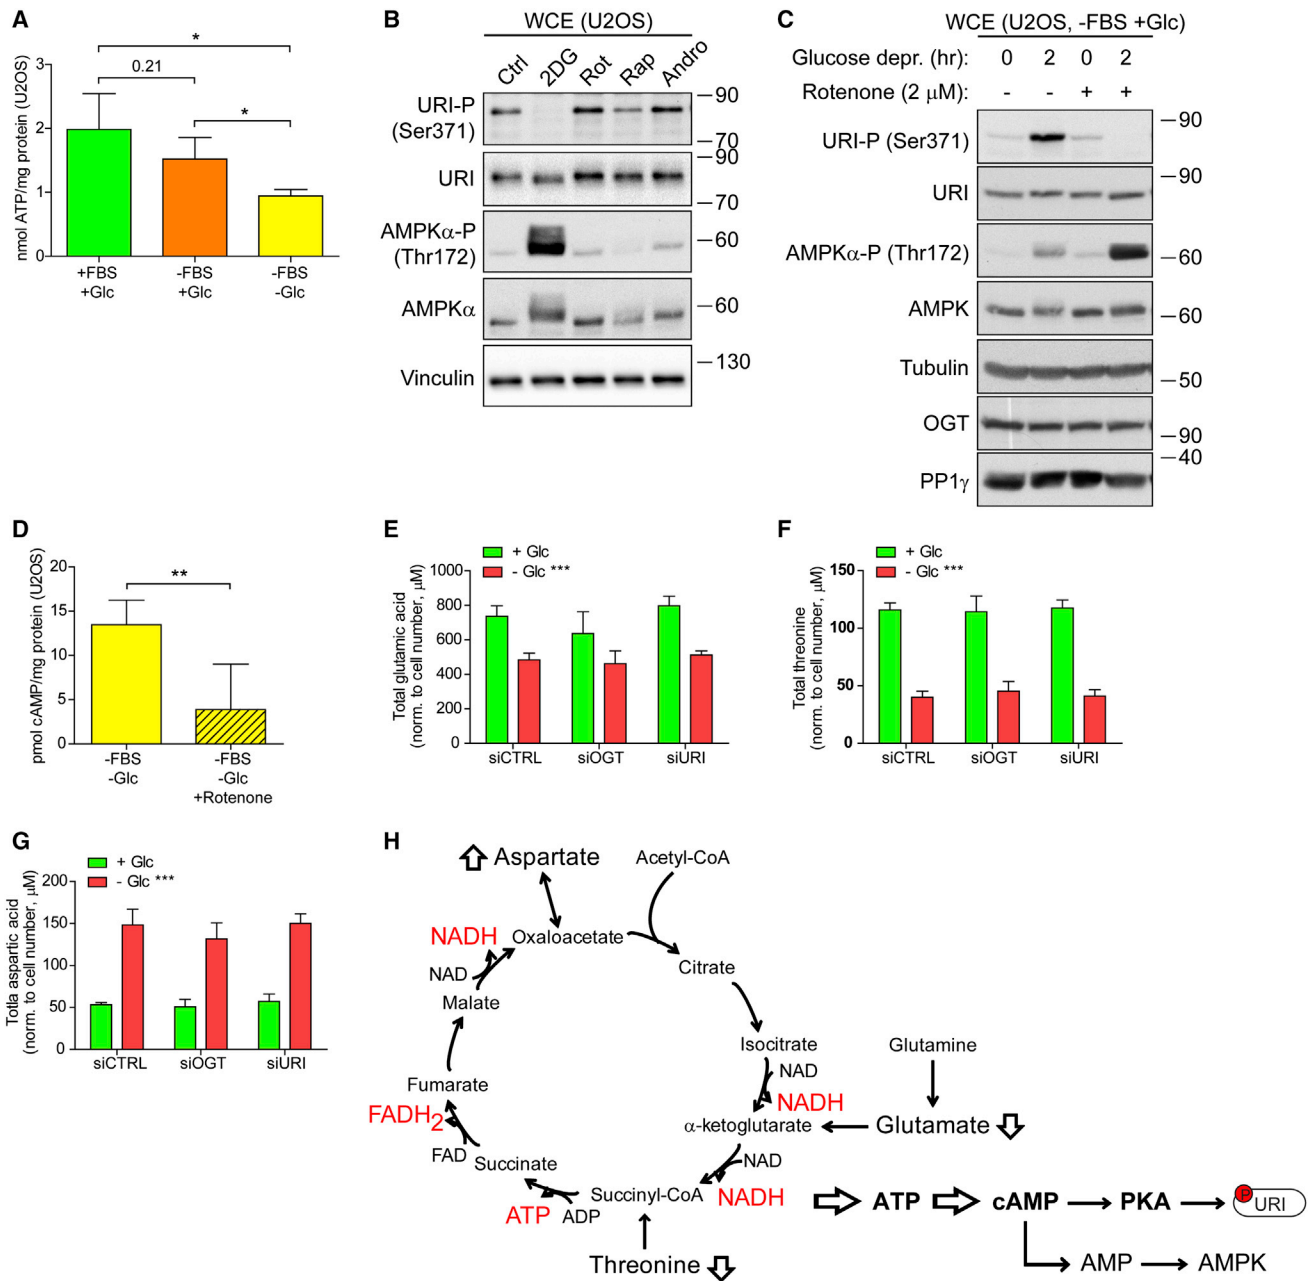 A
*
0.21
*
3
2
1
0
nmol ATP/mg protein (U2OS)
+FBS
+Glc
-FBS
+Glc
-FBS
-Glc
B
WCE (U2OS)
Ctrl
2DG
Rot
Rap
Andro
URI-P
(Ser371)
–90
–70
URI
–90
–70
AMPKα-P
(Thr172)
–60
AMPKα
–60
Vinculin
–130
C
WCE (U2OS, -FBS +Glc)
Glucose depr. (hr): 0 2 0 2
Rotenone (2 μM): - - + +
URI-P (Ser371)
–90
URI
–90
AMPKα-P (Thr172)
–60
AMPK
–60
Tubulin
–50
OGT
–90
PP1γ
–40
D
**
20
15
10
5
0
pmol cAMP/mg protein (U2OS)
-FBS
-Glc
-FBS
-Glc
+Rotenone
E
+ Glc
- Glc ***
1000
800
600
400
200
0
Total glutamic acid
(norm. to cell number, μM)
siCTRL siOGT siURI
F
+ Glc
- Glc ***
150
100
50
0
Total threonine
(norm. to cell number, μM)
siCTRL siOGT siURI
G
+ Glc
- Glc ***
200
150
100
50
0
Totla aspartic acid
(norm. to cell number, μM)
siCTRL siOGT siURI
H
Aspartate
Acetyl-CoA
NADH
Oxaloacetate
NAD
Citrate
Malate
Isocitrate
Glutamine
NAD
Fumarate
NADH
FADH2
α-ketoglutarate
Glutamate
FAD
NAD
Succinate
Succinyl-CoA
NADH
ATP
cAMP
PKA
P
URI
ATP
ADP
Threonine
AMP
AMPK